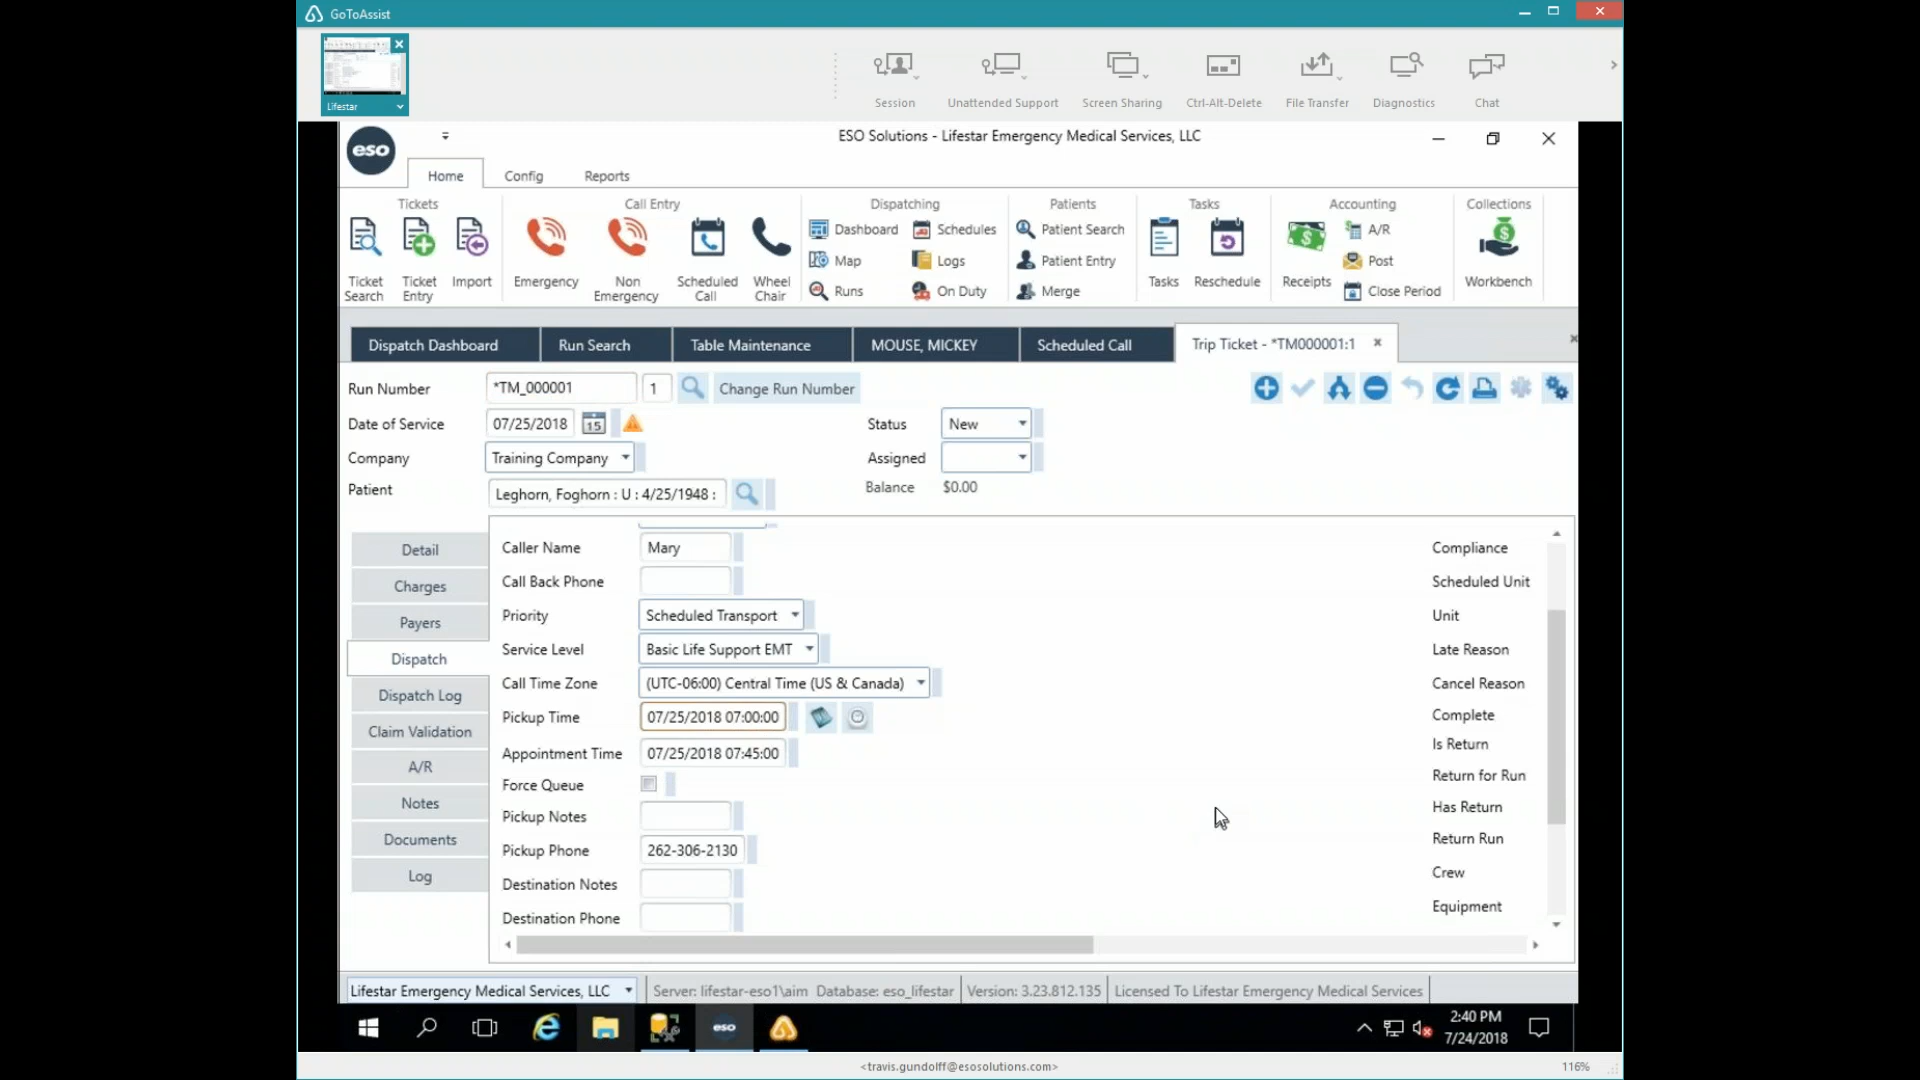 GoToAssist
Lifestar
Session
Unattended Support
Screen Sharing
Ctrl-Alt-Delete
File Transfer
Diagnostics
Chat
eso
ESO Solutions - Lifestar Emergency Medical Services, LLC
Home
Config
Reports
Tickets
Call Entry
Dispatching
Patients
Tasks
Accounting
Collections
Ticket Search
Ticket Entry
Import
Emergency
Non Emergency
Scheduled Call
Wheel Chair
Dashboard
Schedules
Map
Logs
Runs
On Duty
Patient Search
Patient Entry
Merge
Tasks
Reschedule
Receipts
A/R
Post
Close Period
Workbench
Dispatch Dashboard
Run Search
Table Maintenance
MOUSE, MICKEY
Scheduled Call
Trip Ticket - *TM000001:1
Run Number *TM_000001 1 Change Run Number
Date of Service 07/25/2018 15 Status New
Company Training Company Assigned
Patient Leghorn, Foghorn : U : 4/25/1948 : Balance $0.00
Detail
Charges
Payers
Dispatch
Dispatch Log
Claim Validation
A/R
Notes
Documents
Log
Caller Name Mary
Call Back Phone
Priority Scheduled Transport
Service Level Basic Life Support EMT
Call Time Zone (UTC-06:00) Central Time (US & Canada)
Pickup Time 07/25/2018 07:00:00
Appointment Time 07/25/2018 07:45:00
Force Queue
Pickup Notes
Pickup Phone 262-306-2130
Destination Notes
Destination Phone
Compliance
Scheduled Unit
Unit
Late Reason
Cancel Reason
Complete
Is Return
Return for Run
Has Return
Return Run
Crew
Equipment
Lifestar Emergency Medical Services, LLC Server: lifestar-eso1\aim Database: eso_lifestar Version: 3.23.812.135 Licensed To Lifestar Emergency Medical Services
eso
2:40 PM
7/24/2018
<travis.gundolff@esosolutions.com>
116%